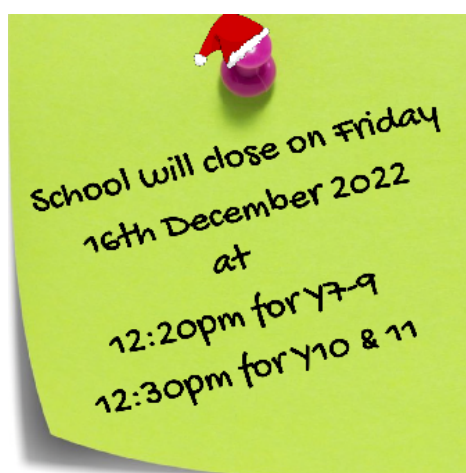 School will close on Friday
16th December 2022
at
12:20pm for Y7-9
12:30pm for Y10 & 11